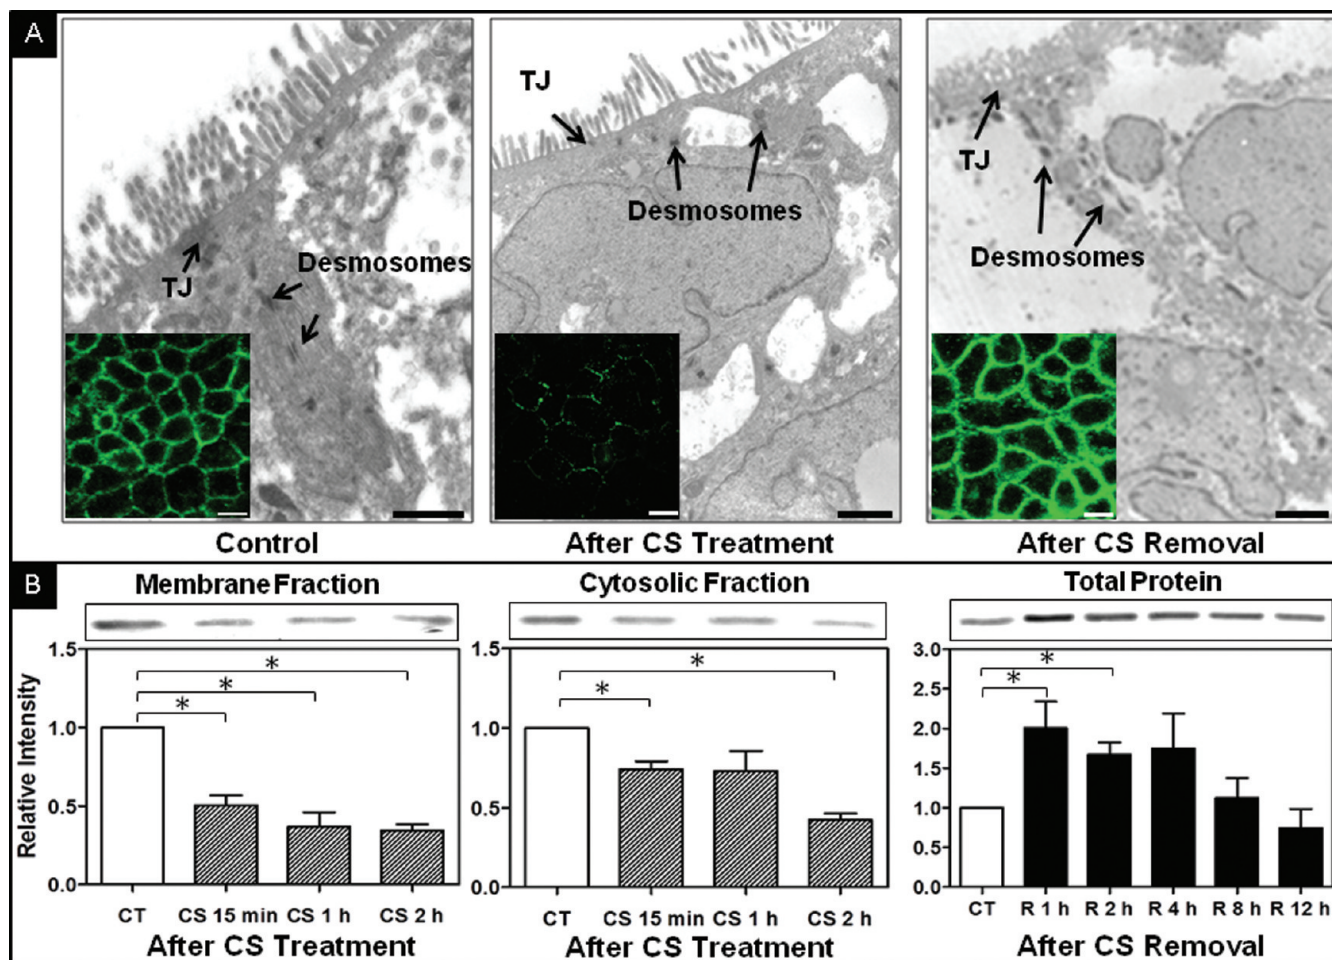 A
TJ
Desmosomes
Control
TJ
Desmosomes
After CS Treatment
TJ
Desmosomes
After CS Removal
B
Membrane Fraction
Relative Intensity
1.5
1.0
0.5
0.0
*
*
*
CT CS 15 min CS 1 h CS 2 h
After CS Treatment
Cytosolic Fraction
1.5
1.0
0.5
0.0
*
*
CT CS 15 min CS 1 h CS 2 h
After CS Treatment
Total Protein
3.0
2.5
2.0
1.5
1.0
0.5
0.0
*
*
CT R 1 h R 2 h R 4 h R 8 h R 12 h
After CS Removal